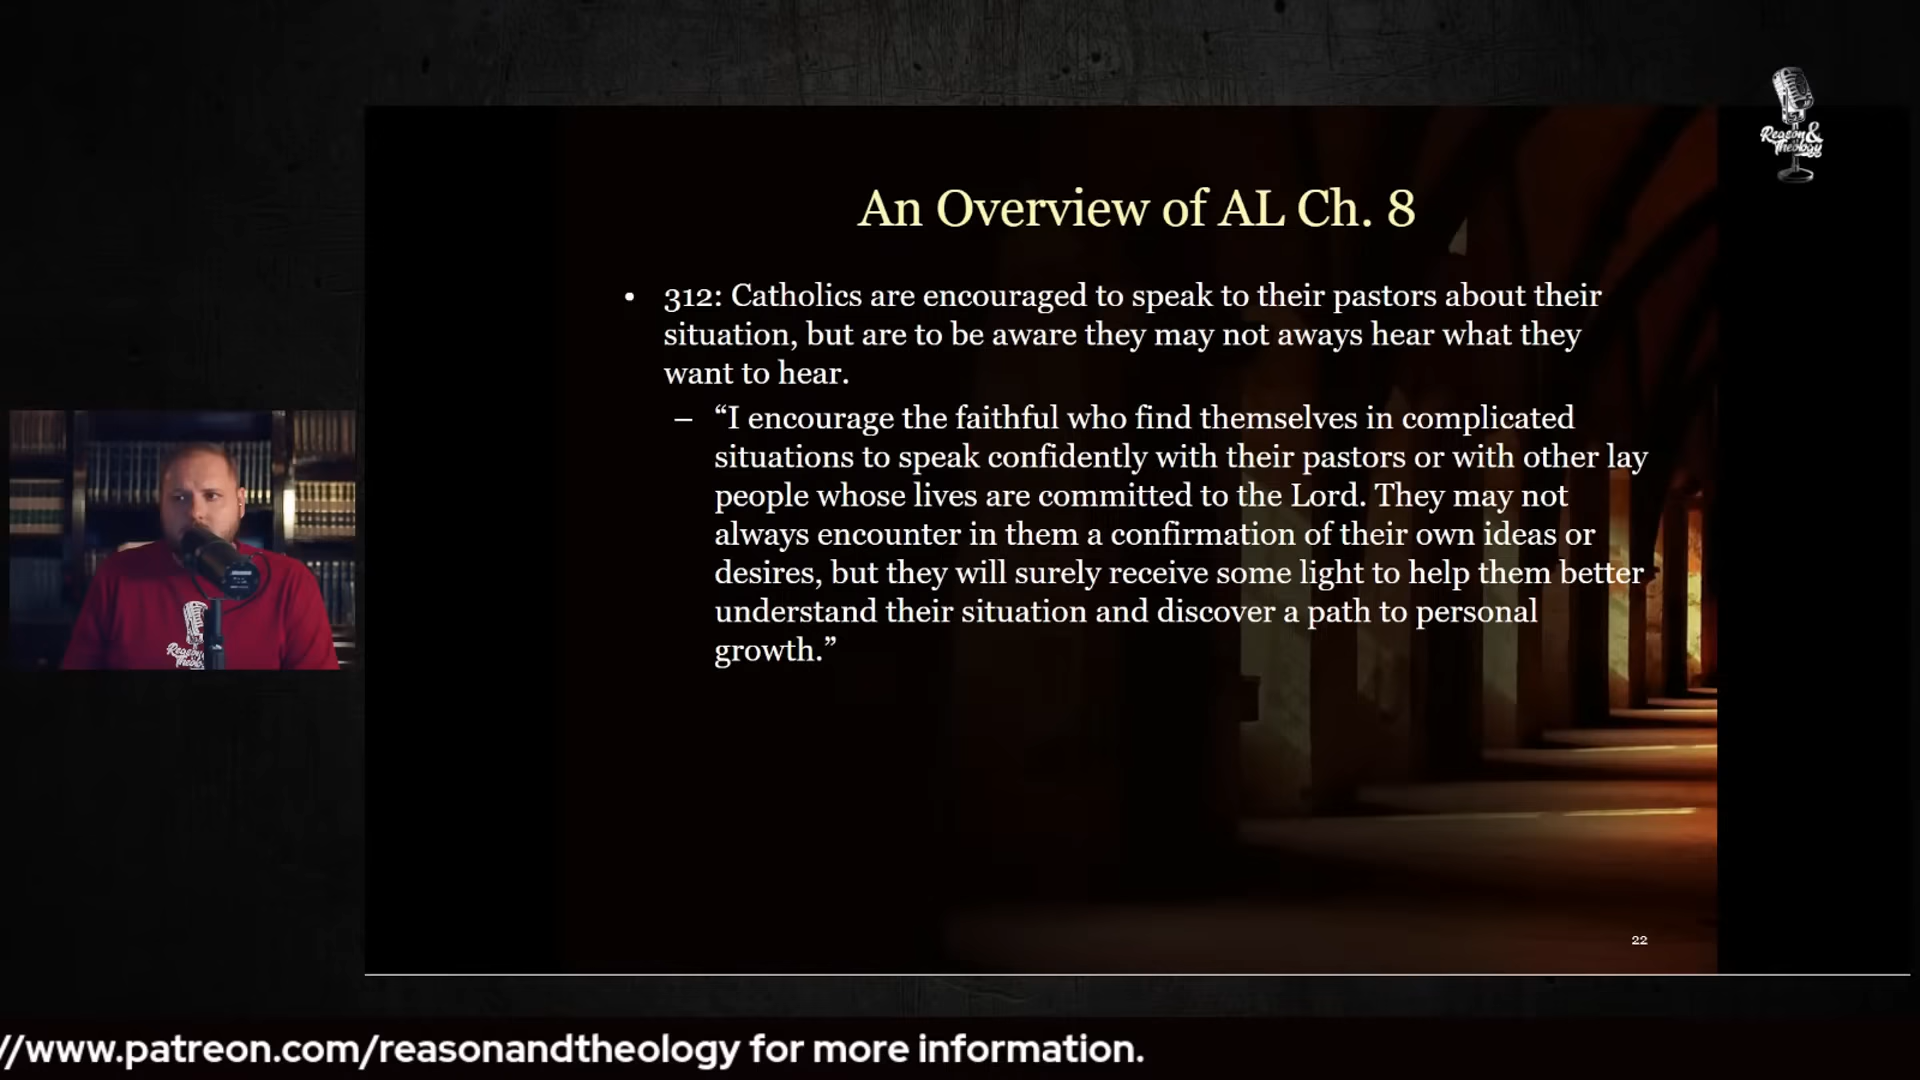 Reason &
Theology
An Overview of AL Ch. 8
• 312: Catholics are encouraged to speak to their pastors about their
situation, but are to be aware they may not aways hear what they
want to hear.
– “I encourage the faithful who find themselves in complicated
situations to speak confidently with their pastors or with other lay
people whose lives are committed to the Lord. They may not
always encounter in them a confirmation of their own ideas or
desires, but they will surely receive some light to help them better
understand their situation and discover a path to personal
growth.”
Reason &
Theology
22
//www.patreon.com/reasonandtheology for more information.